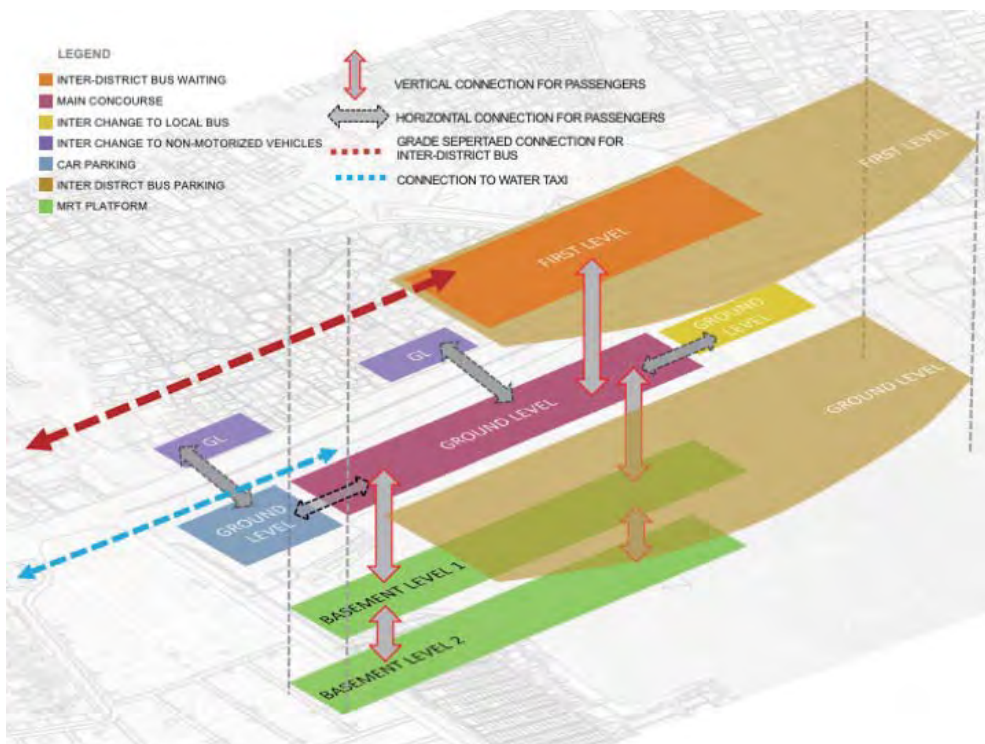 LEGEND
INTER-DISTRICT BUS WAITING
MAIN CONCOURSE
INTER CHANGE TO LOCAL BUS
INTER CHANGE TO NON-MOTORIZED VEHICLES
CAR PARKING
INTER DISTRCT BUS PARKING
MRT PLATFORM
VERTICAL CONNECTION FOR PASSENGERS
HORIZONTAL CONNECTION FOR PASSENGERS
GRADE SEPERTAED CONNECTION FOR
INTER-DISTRICT BUS
CONNECTION TO WATER TAXI
FIRST LEVEL
FIRST LEVEL
GROUND
LEVEL
GL
GROUND LEVEL
GROUND LEVEL
GL
GROUND
LEVEL
BASEMENT LEVEL 1
BASEMENT LEVEL 2